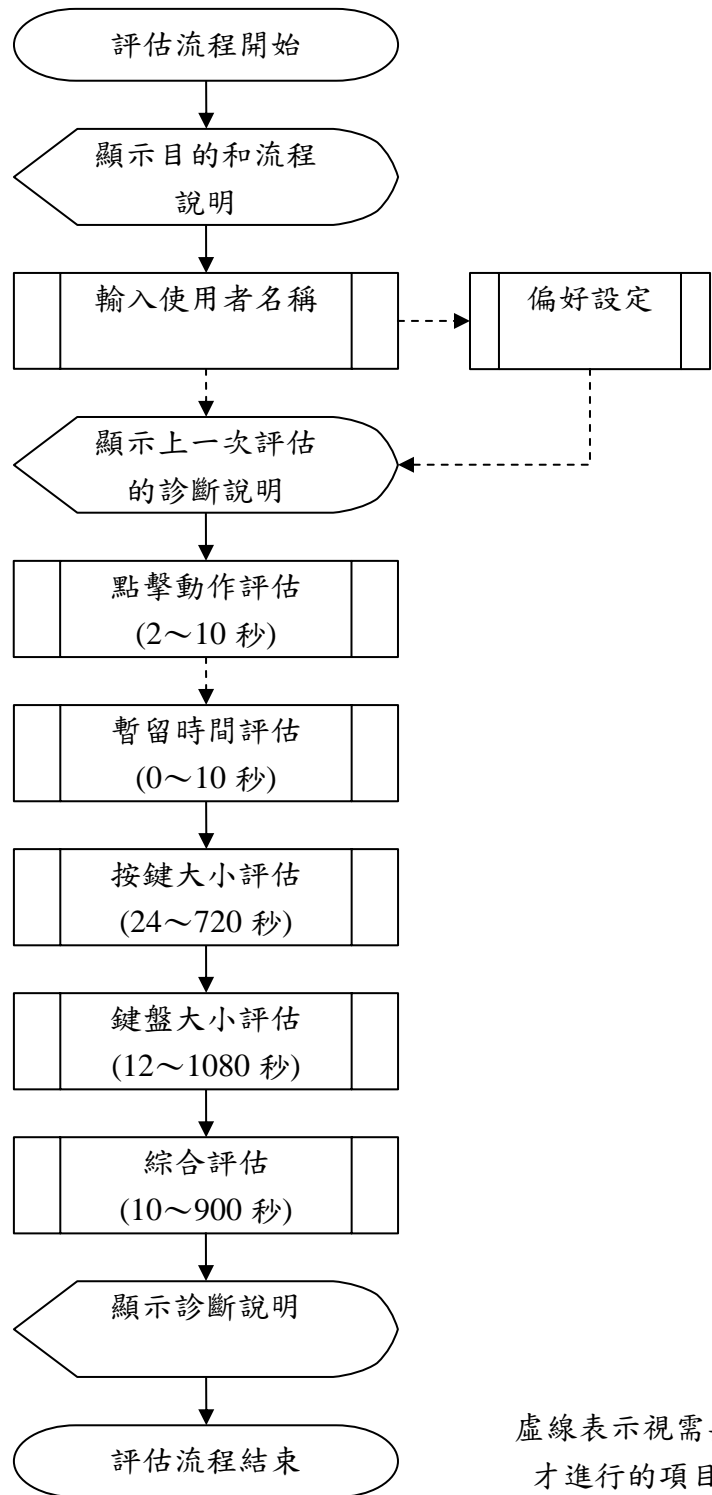 評估流程開始
顯示目的和流程
說明
輸入使用者名稱
偏好設定
顯示上一次評估
的診斷說明
點擊動作評估
(2～10 秒)
暫留時間評估
(0～10 秒)
按鍵大小評估
(24～720 秒)
鍵盤大小評估
(12～1080 秒)
綜合評估
(10～900 秒)
顯示診斷說明
評估流程結束
虛線表示視需
才進行的項目